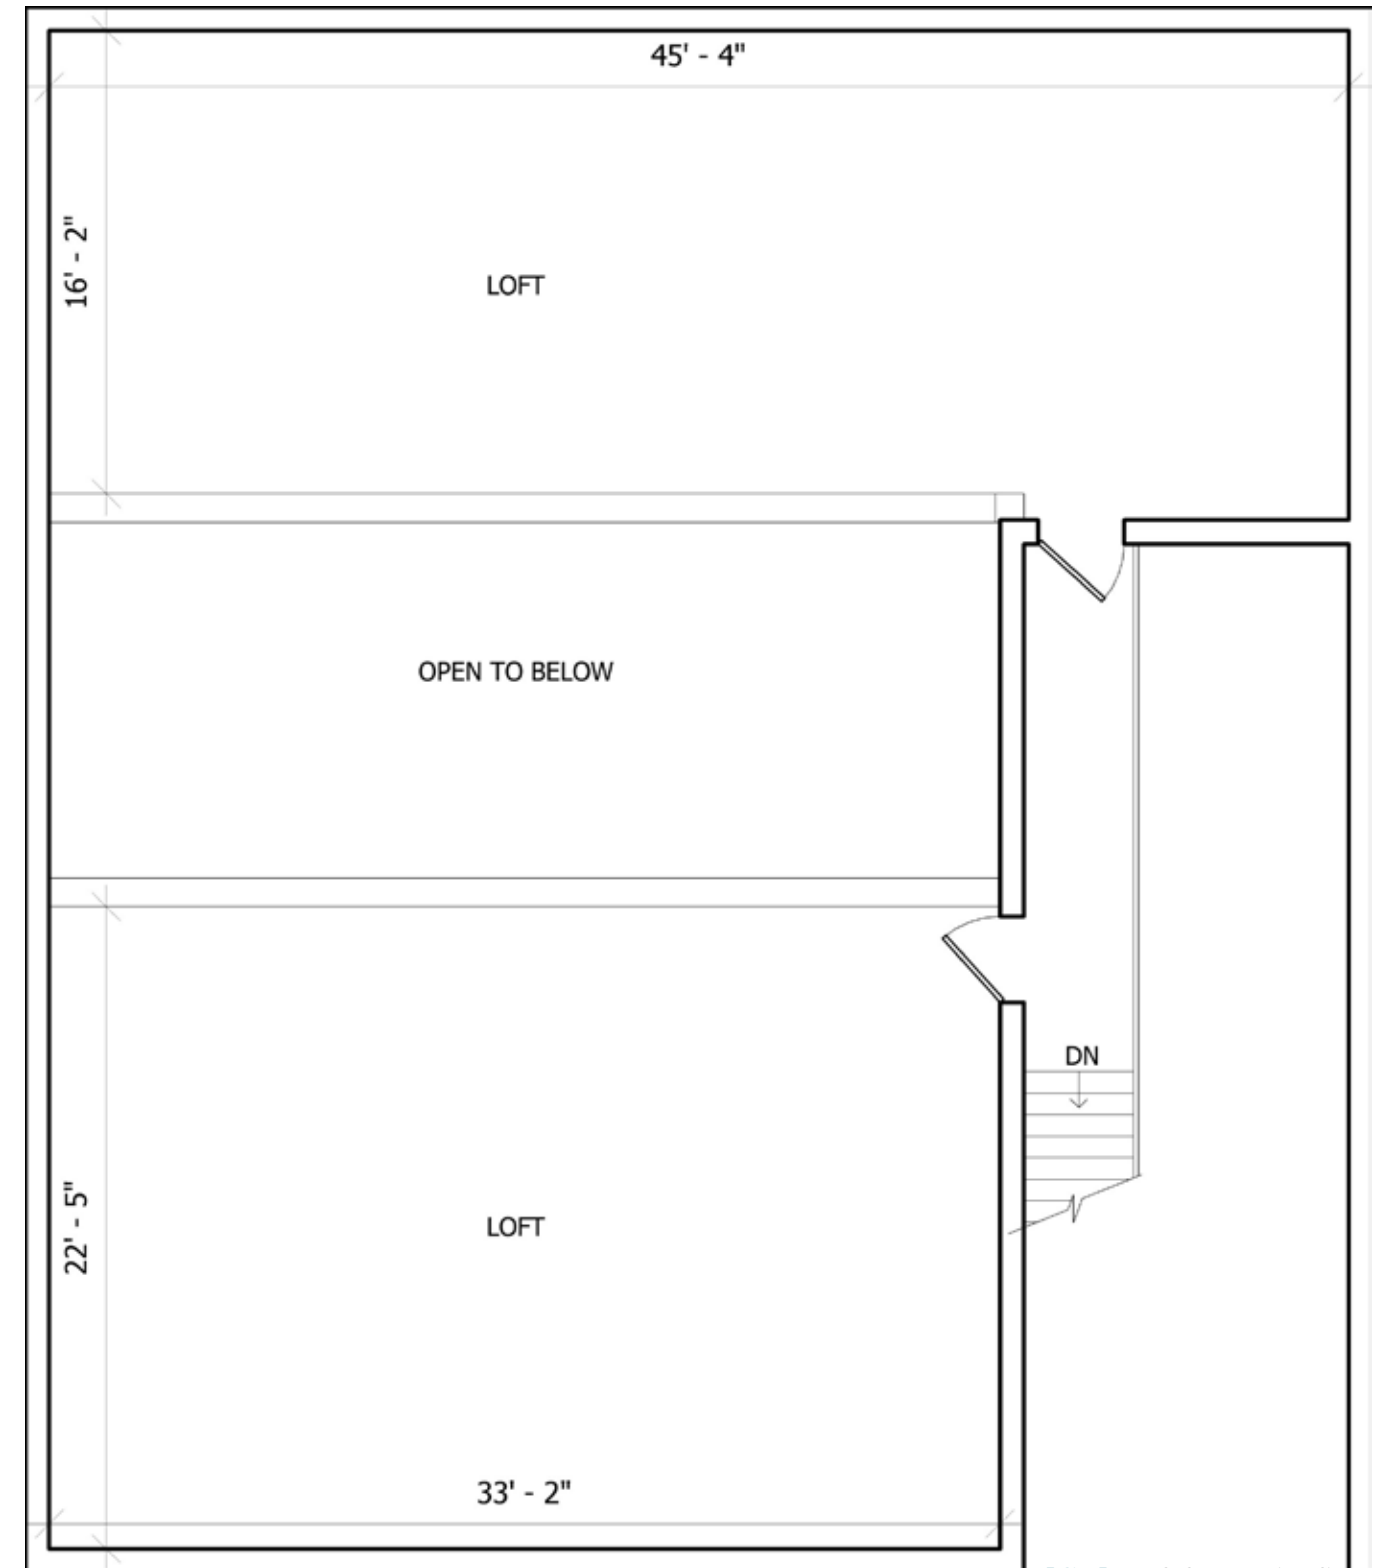 45' - 4"
16' - 2"
LOFT
OPEN TO BELOW
DN
22' - 5"
LOFT
33' - 2"